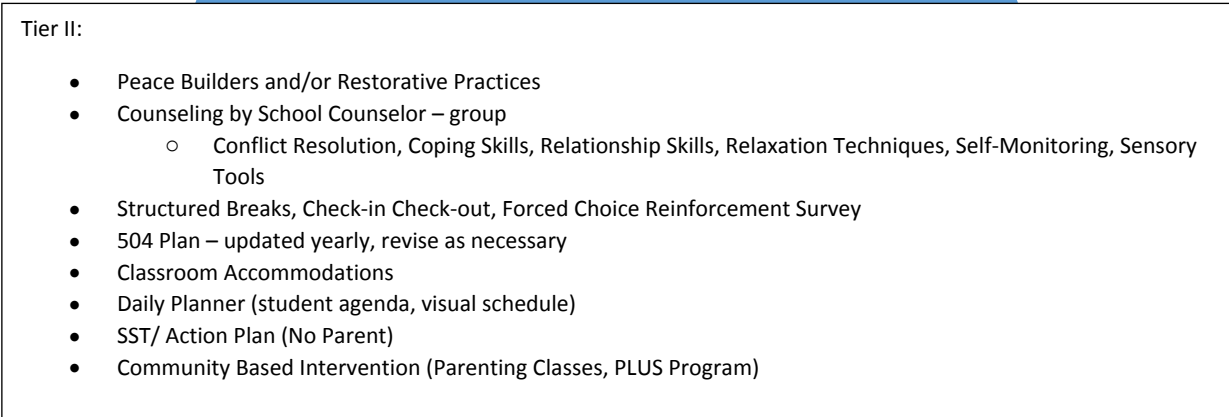 Tier II:
● Peace Builders and/or Restorative Practices
● Counseling by School Counselor – group
○ Conflict Resolution, Coping Skills, Relationship Skills, Relaxation Techniques, Self-Monitoring, Sensory
Tools
● Structured Breaks, Check-in Check-out, Forced Choice Reinforcement Survey
● 504 Plan – updated yearly, revise as necessary
● Classroom Accommodations
● Daily Planner (student agenda, visual schedule)
● SST/ Action Plan (No Parent)
● Community Based Intervention (Parenting Classes, PLUS Program)